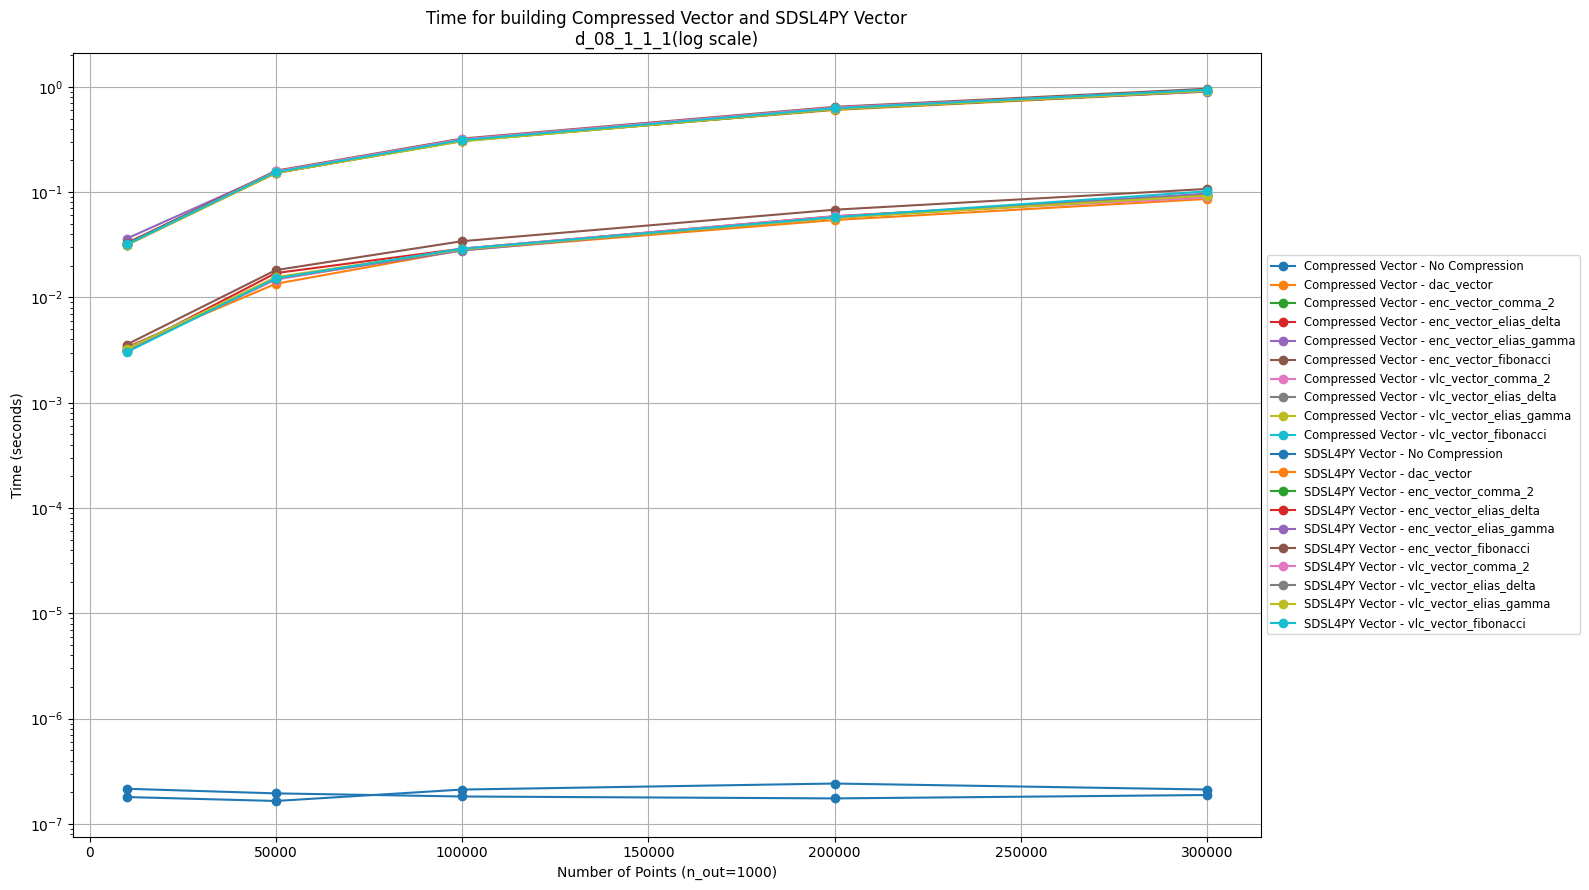 Time for building Compressed Vector and SDSL4PY Vector
d_08_1_1_1(log scale)
Time (seconds)
10^0
10^-1
10^-2
10^-3
10^-4
10^-5
10^-6
10^-7
0
50000
100000
150000
200000
250000
300000
Number of Points (n_out=1000)
Compressed Vector - No Compression
Compressed Vector - dac_vector
Compressed Vector - enc_vector_comma_2
Compressed Vector - enc_vector_elias_delta
Compressed Vector - enc_vector_elias_gamma
Compressed Vector - enc_vector_fibonacci
Compressed Vector - vlc_vector_comma_2
Compressed Vector - vlc_vector_elias_delta
Compressed Vector - vlc_vector_elias_gamma
Compressed Vector - vlc_vector_fibonacci
SDSL4PY Vector - No Compression
SDSL4PY Vector - dac_vector
SDSL4PY Vector - enc_vector_comma_2
SDSL4PY Vector - enc_vector_elias_delta
SDSL4PY Vector - enc_vector_elias_gamma
SDSL4PY Vector - enc_vector_fibonacci
SDSL4PY Vector - vlc_vector_comma_2
SDSL4PY Vector - vlc_vector_elias_delta
SDSL4PY Vector - vlc_vector_elias_gamma
SDSL4PY Vector - vlc_vector_fibonacci